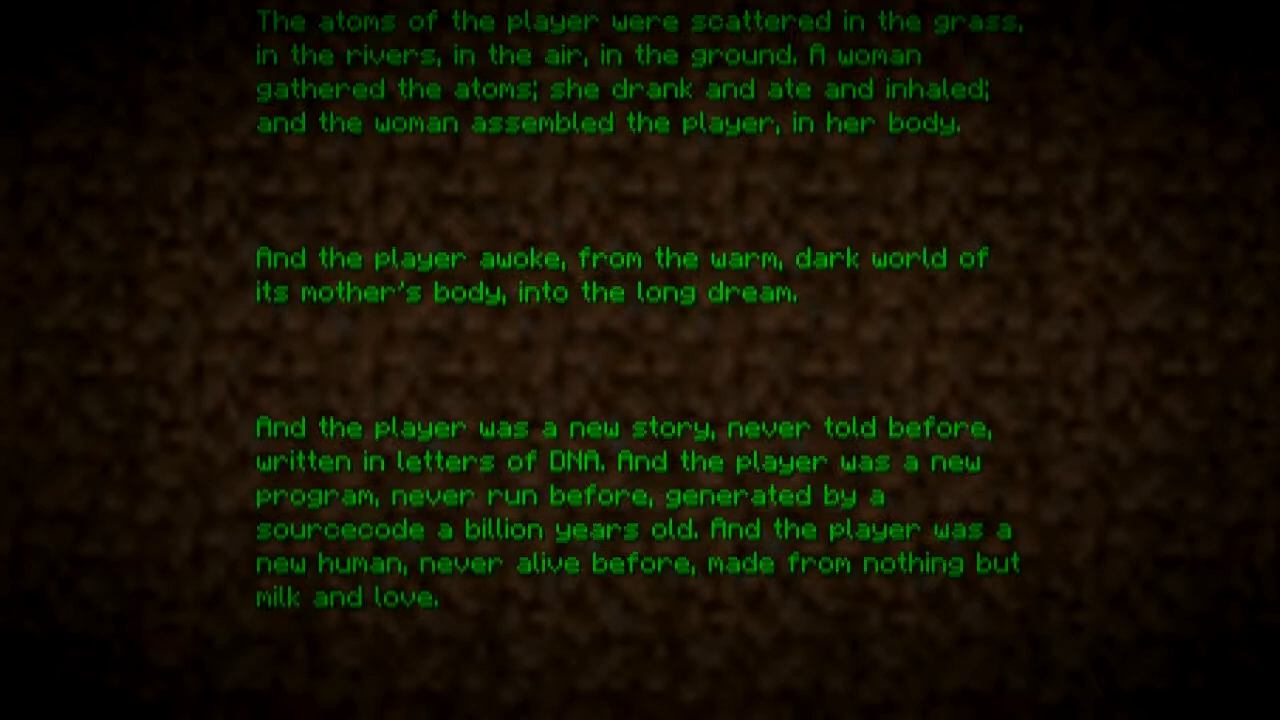 The atoms of the player were scattered in the grass,
in the rivers, in the air, in the ground. A woman
gathered the atoms; she drank and ate and inhaled;
and the woman assembled the player, in her body.
And the player awoke, from the warm, dark world of
its mother's body, into the long dream.
And the player was a new story, never told before,
written in letters of DNA. And the player was a new
program, never run before, generated by a
sourcecode a billion years old. And the player was a
new human, never alive before, made from nothing but
milk and love.